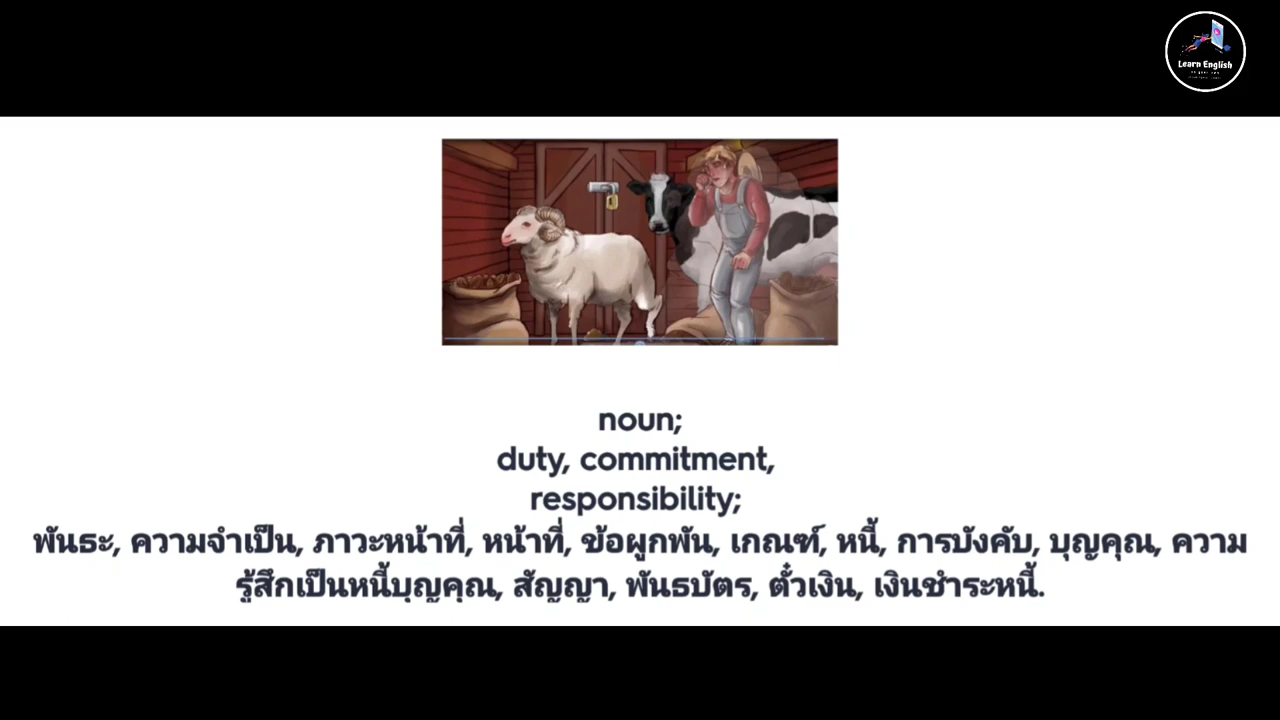 Learn English
noun;
duty, commitment,
responsibility;
พันธะ, ความจำเป็น, ภาวะหน้าที่, หน้าที่, ข้อผูกพัน, เกณฑ์, หนี้, การบังคับ, บุญคุณ, ความ
รู้สึกเป็นหนี้บุญคุณ, สัญญา, พันธบัตร, ตั๋วเงิน, เงินชำระหนี้.